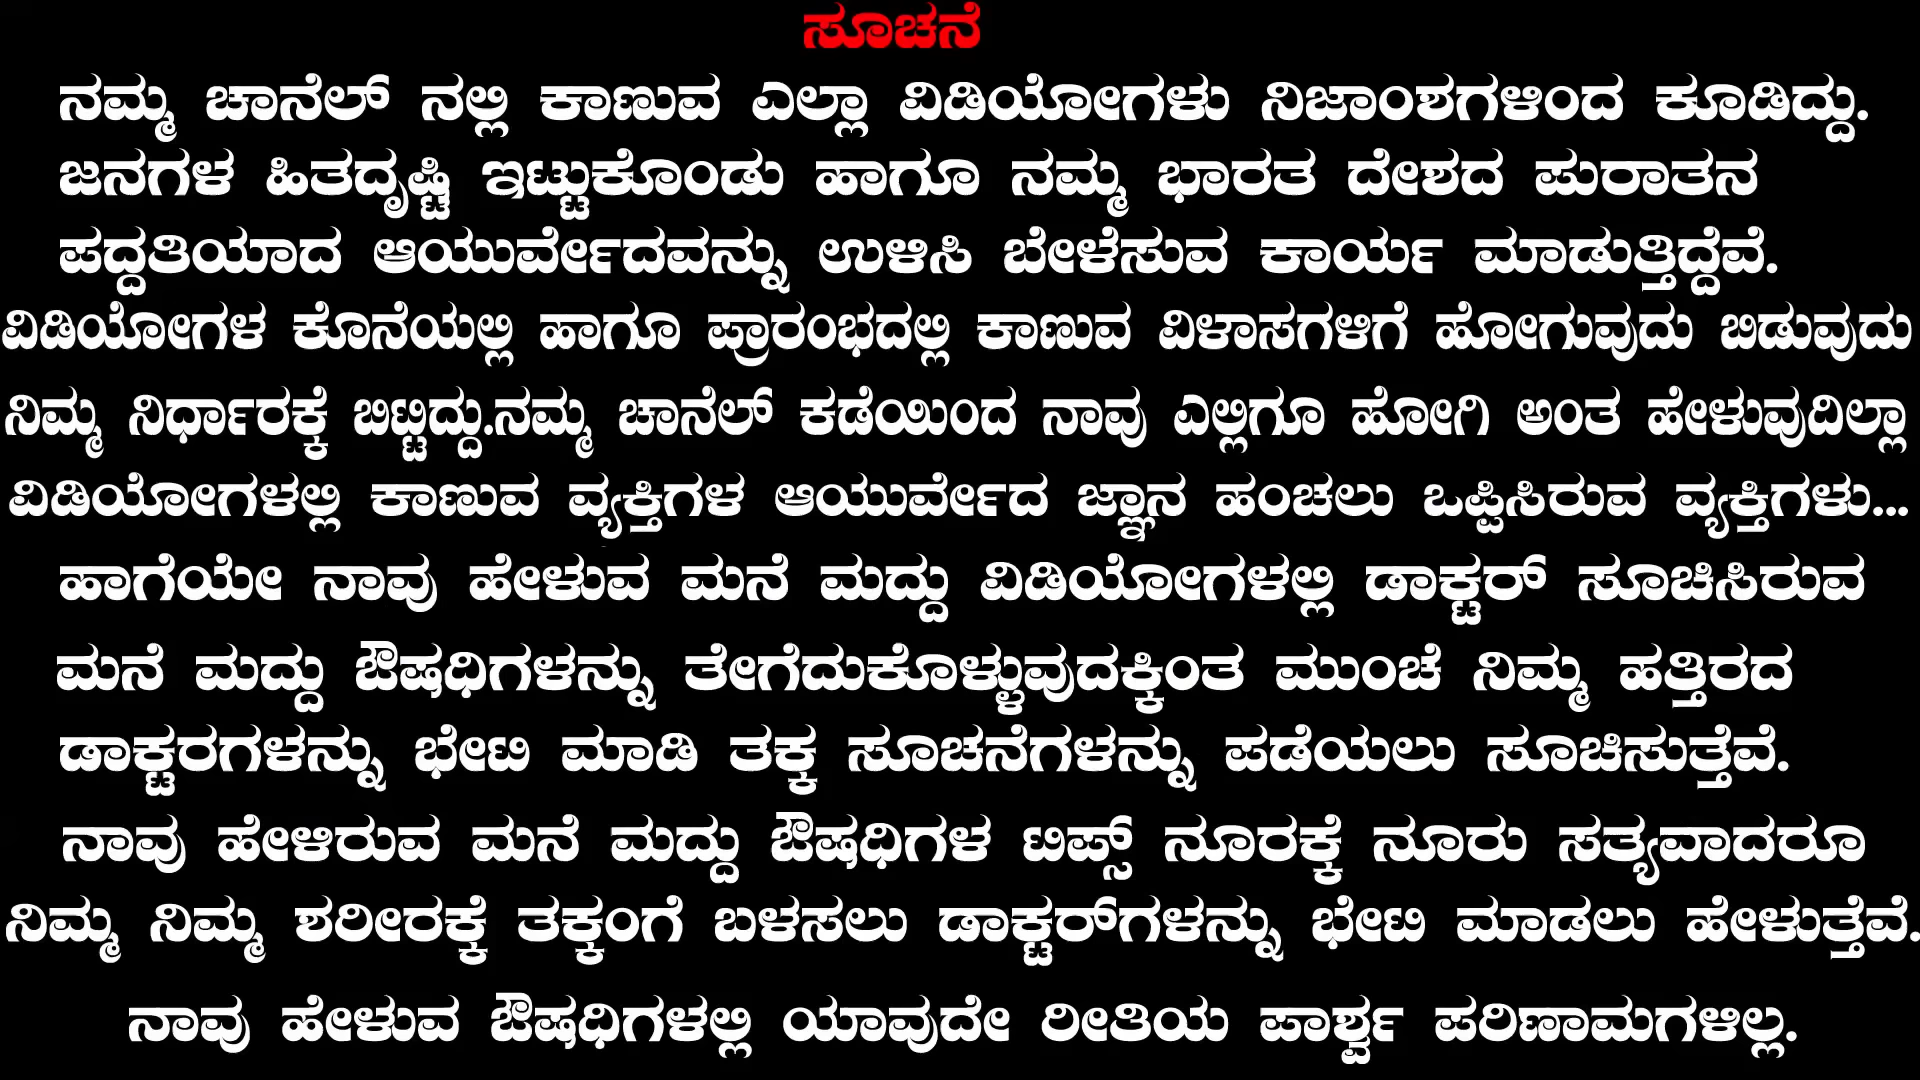 ಸೂಚನೆ
ನಮ್ಮ ಚಾನೆಲ್ ನಲ್ಲಿ ಕಾಣುವ ಎಲ್ಲಾ ವಿಡಿಯೋಗಳು ನಿಜಾಂಶಗಳಿಂದ ಕೂಡಿದ್ದು.
ಜನಗಳ ಹಿತದೃಷ್ಟಿ ಇಟ್ಟುಕೊಂಡು ಹಾಗೂ ನಮ್ಮ ಭಾರತ ದೇಶದ ಪುರಾತನ
ಪದ್ದತಿಯಾದ ಆಯುರ್ವೇದವನ್ನು ಉಳಿಸಿ ಬೇಳೆಸುವ ಕಾರ್ಯ ಮಾಡುತ್ತಿದ್ದೆವೆ.
ವಿಡಿಯೋಗಳ ಕೊನೆಯಲ್ಲಿ ಹಾಗೂ ಪ್ರಾರಂಭದಲ್ಲಿ ಕಾಣುವ ವಿಳಾಸಗಳಿಗೆ ಹೋಗುವುದು ಬಿಡುವುದು
ನಿಮ್ಮ ನಿರ್ಧಾರಕ್ಕೆ ಬಿಟ್ಟಿದ್ದು.ನಮ್ಮ ಚಾನೆಲ್ ಕಡೆಯಿಂದ ನಾವು ಎಲ್ಲಿಗೂ ಹೋಗಿ ಅಂತ ಹೇಳುವುದಿಲ್ಲಾ
ವಿಡಿಯೋಗಳಲ್ಲಿ ಕಾಣುವ ವ್ಯಕ್ತಿಗಳ ಆಯುರ್ವೇದ ಜ್ಞಾನ ಹಂಚಲು ಒಪ್ಪಿಸಿರುವ ವ್ಯಕ್ತಿಗಳು...
ಹಾಗೆಯೇ ನಾವು ಹೇಳುವ ಮನೆ ಮದ್ದು ವಿಡಿಯೋಗಳಲ್ಲಿ ಡಾಕ್ಟರ್ ಸೂಚಿಸಿರುವ
ಮನೆ ಮದ್ದು ಔಷಧಿಗಳನ್ನು ತೇಗೆದುಕೊಳ್ಳುವುದಕ್ಕಿಂತ ಮುಂಚೆ ನಿಮ್ಮ ಹತ್ತಿರದ
ಡಾಕ್ಟರಗಳನ್ನು ಭೇಟಿ ಮಾಡಿ ತಕ್ಕ ಸೂಚನೆಗಳನ್ನು ಪಡೆಯಲು ಸೂಚಿಸುತ್ತೆವೆ.
ನಾವು ಹೇಳಿರುವ ಮನೆ ಮದ್ದು ಔಷಧಿಗಳ ಟಿಪ್ಸ್ ನೂರಕ್ಕೆ ನೂರು ಸತ್ಯವಾದರೂ
ನಿಮ್ಮ ನಿಮ್ಮ ಶರೀರಕ್ಕೆ ತಕ್ಕಂಗೆ ಬಳಸಲು ಡಾಕ್ಟರ್‌ಗಳನ್ನು ಭೇಟಿ ಮಾಡಲು ಹೇಳುತ್ತೆವೆ.
ನಾವು ಹೇಳುವ ಔಷಧಿಗಳಲ್ಲಿ ಯಾವುದೇ ರೀತಿಯ ಪಾರ್ಶ್ವ ಪರಿಣಾಮಗಳಿಲ್ಲ.